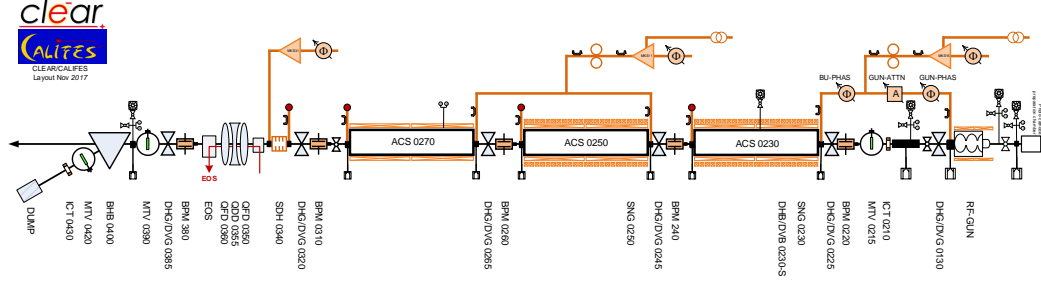 clear
CALIFES
CLEAR/CALIFES
Layout Nov 2017
BU-PHAS
GUN-ATTN
GUN-PHAS
Φ
Φ
Φ
Φ
A
Φ
ACS 0270
ACS 0250
ACS 0230
EOS
DUMP
ICT 0430
MTV 0420
BHB 0400
MTV 0390
DHG/DVG 0385
BPM 380
EOS
QFD 0360
QDD 0355
QFD 0350
SDH 0340
DHG/DVG 0320
BPM 0310
DHG/DVG 0265
BPM 0260
SNG 0250
DHG/DVG 0245
BPM 240
DHB/DVB 0230-S
SNG 0230
DHG/DVG 0225
BPM 0220
MTV 0215
ICT 0210
DHG/DVG 0130
RF-GUN